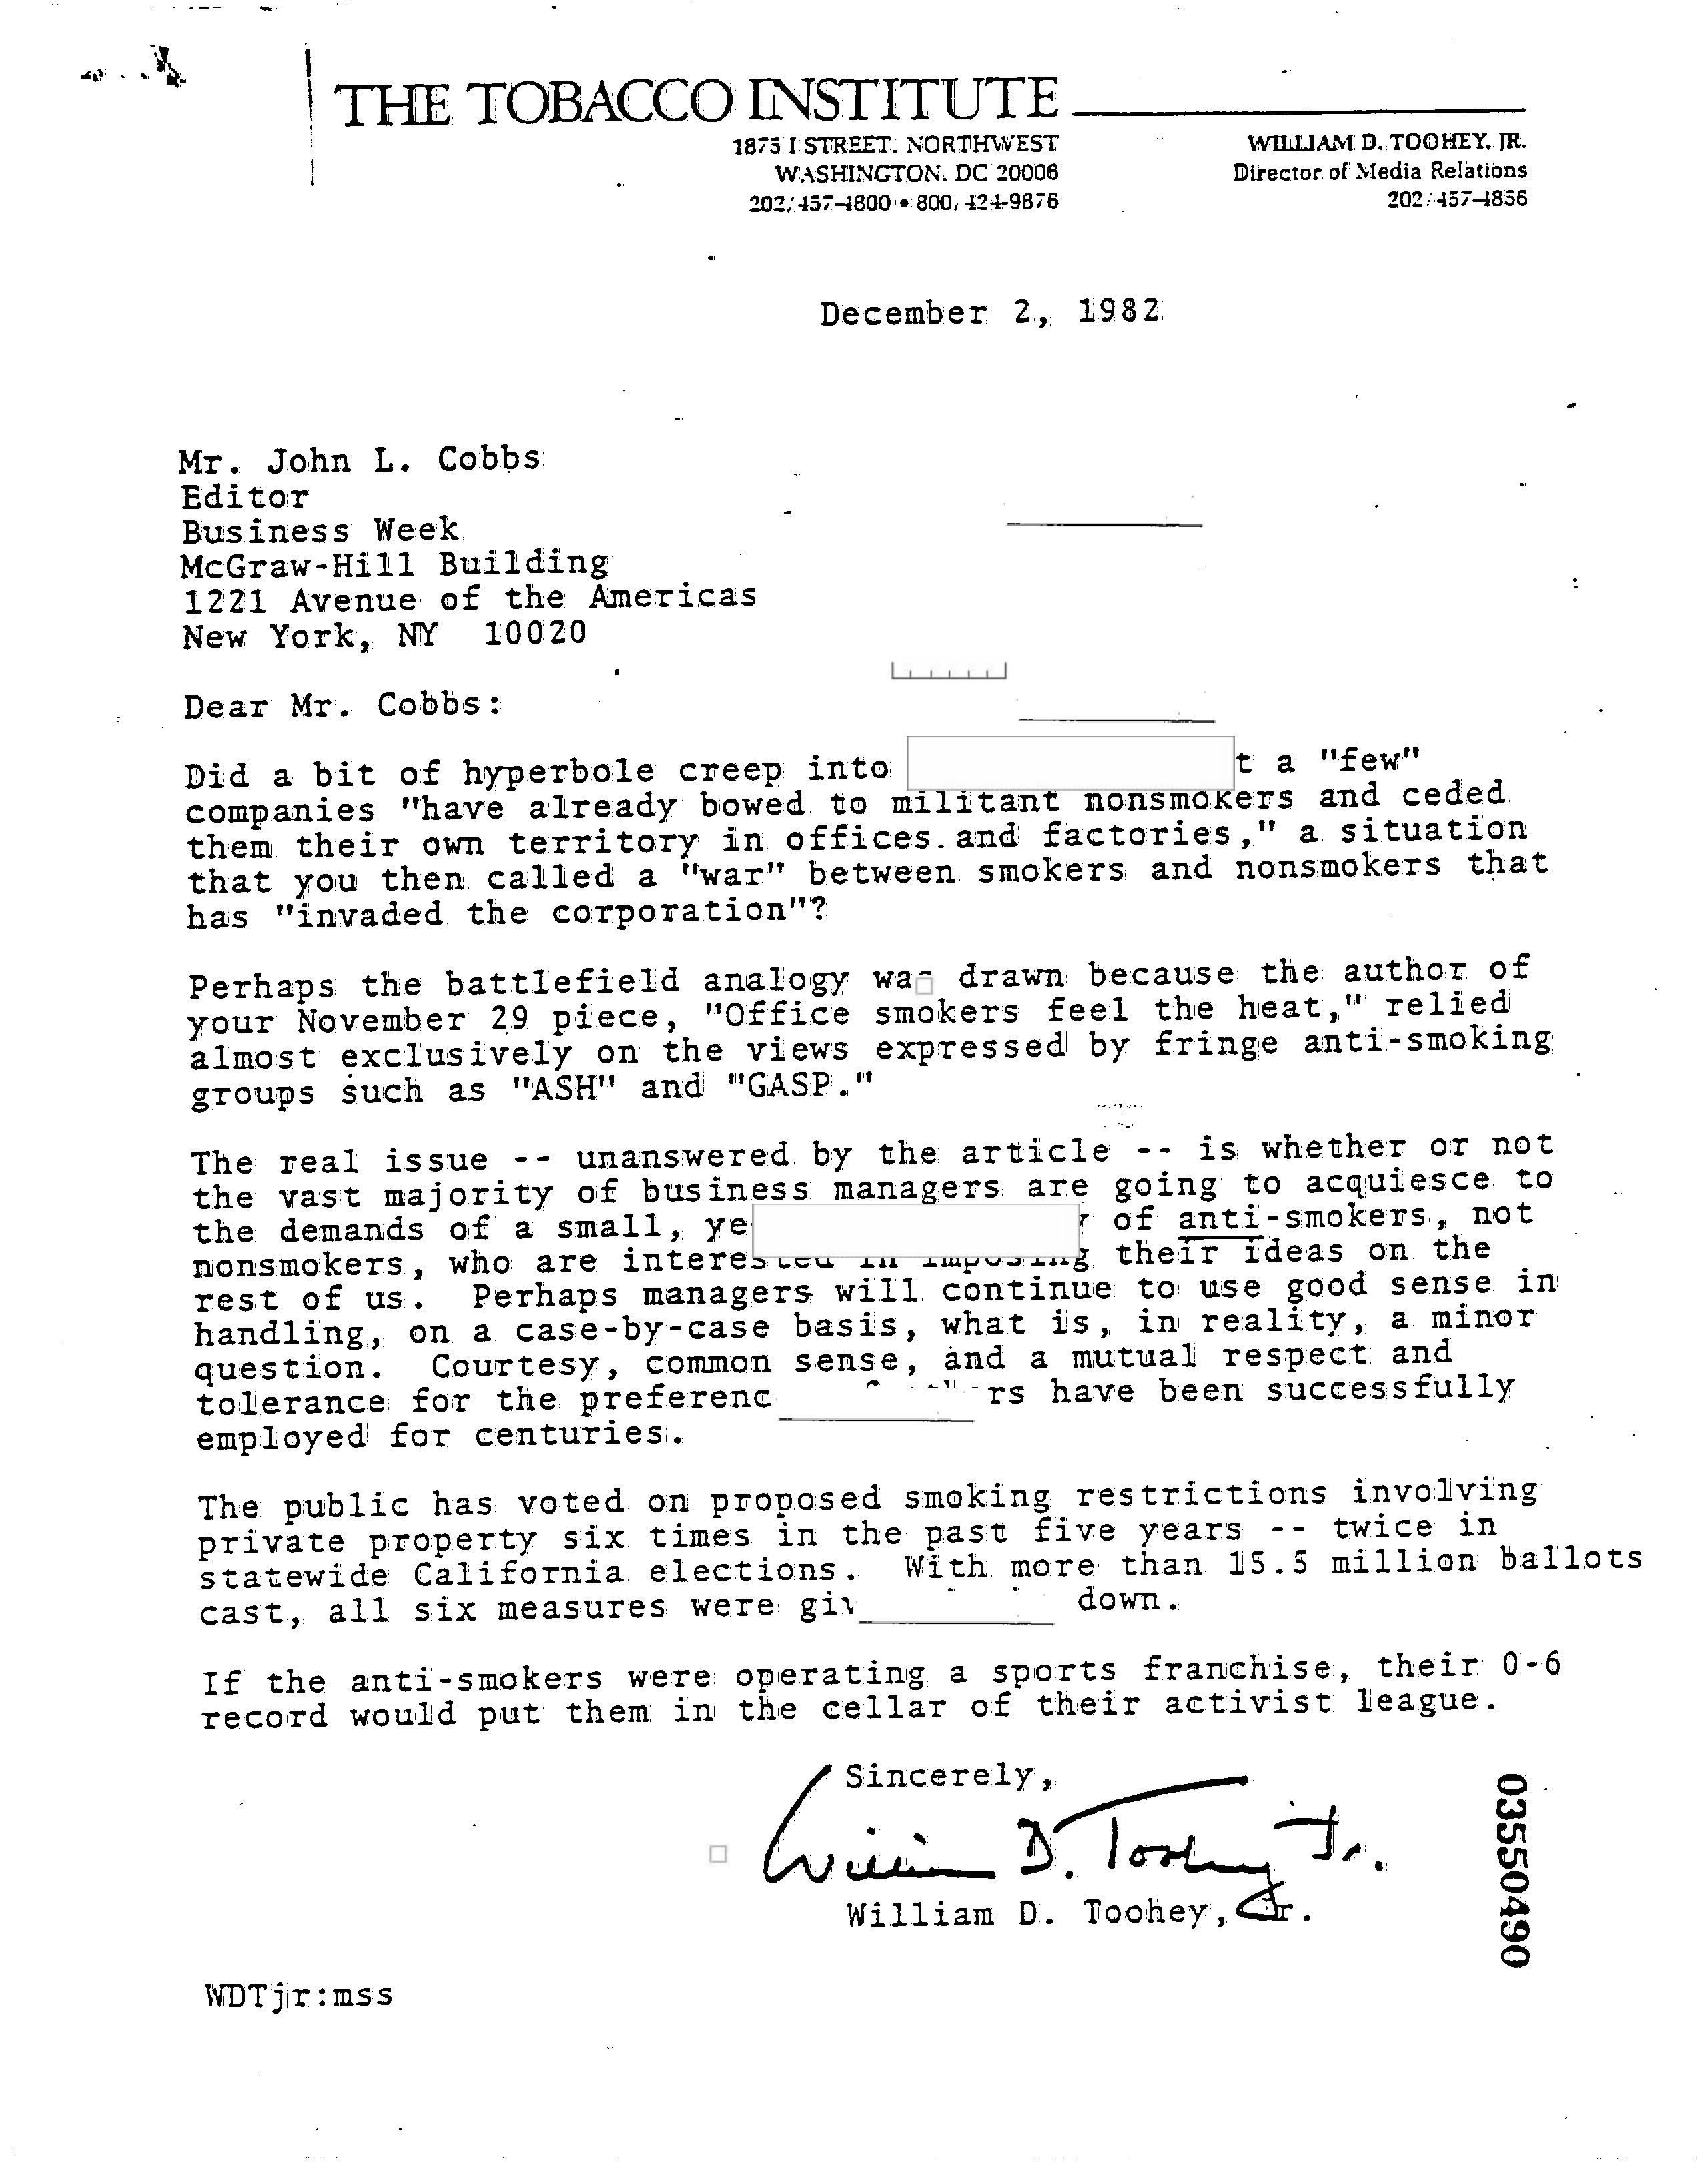 THE TOBACCO INSTITUTE
1875 I STREET, NORTHWEST
WASHINGTON, DC 20006
202/457-4800 • 800/424-9876
WILLIAM D. TOOHEY, JR.
Director of Media Relations
202/457-4856
December 2, 1982
Mr. John L. Cobbs
Editor
Business Week
McGraw-Hill Building
1221 Avenue of the Americas
New York, NY 10020
Dear Mr. Cobbs:
Did a bit of hyperbole creep into t a "few"
companies "have already bowed to militant nonsmokers and ceded
them their own territory in offices and factories," a situation
that you then called a "war" between smokers and nonsmokers that
has "invaded the corporation"?
Perhaps the battlefield analogy was drawn because the author of
your November 29 piece, "Office smokers feel the heat," relied
almost exclusively on the views expressed by fringe anti-smoking
groups such as "ASH" and "GASP."
The real issue -- unanswered by the article -- is whether or not
the vast majority of business managers are going to acquiesce to
the demands of a small, ye of anti-smokers, not
nonsmokers, who are interested in imposing their ideas on the
rest of us. Perhaps managers will continue to use good sense in
handling, on a case-by-case basis, what is, in reality, a minor
question. Courtesy, common sense, and a mutual respect and
tolerance for the preferenc rs have been successfully
employed for centuries.
The public has voted on proposed smoking restrictions involving
private property six times in the past five years -- twice in
statewide California elections. With more than 15.5 million ballots
cast, all six measures were giv down.
If the anti-smokers were operating a sports franchise, their 0-6
record would put them in the cellar of their activist league.
Sincerely,
William D. Toohey Jr.
William D. Toohey, Jr.
03550490
WDTjr:mss